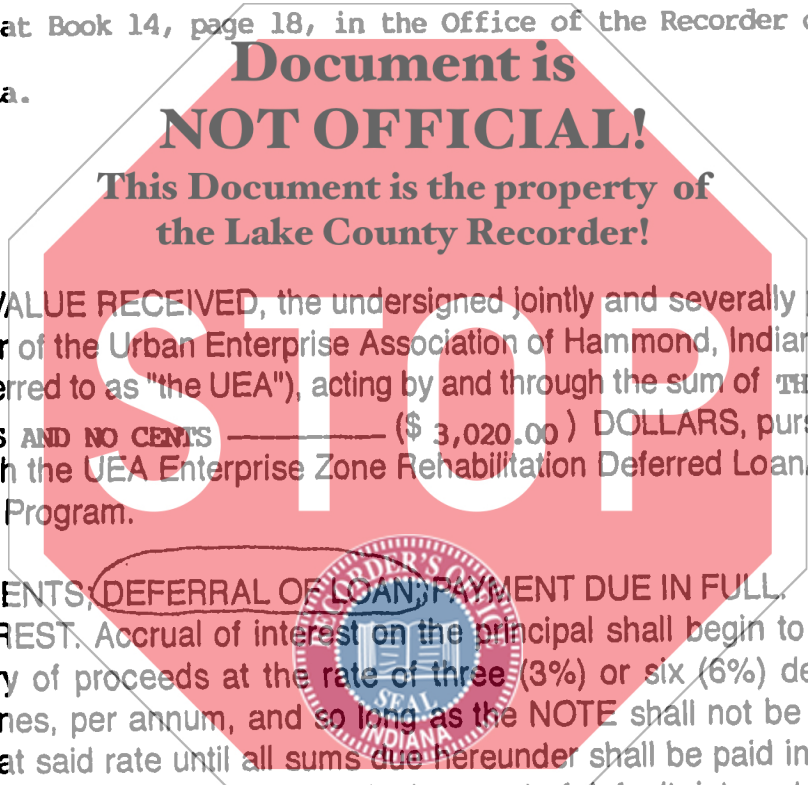 at Book 14, page 18, in the Office of the Recorder
a.
Document is
NOT OFFICIAL!
This Document is the property of
the Lake County Recorder!
VALUE RECEIVED, the undersigned jointly and severally
r of the Urban Enterprise Association of Hammond, Indian
erred to as "the UEA"), acting by and through the sum of TH
s AND NO CENTS ($ 3,020.00 ) DOLLARS, purs
h the UEA Enterprise Zone Rehabilitation Deferred Loan
Program.
STOP
ENTS; DEFERRAL OF LOAN; PAYMENT DUE IN FULL.
REST. Accrual of interest on the principal shall begin to
y of proceeds at the rate of three (3%) or six (6%) de
nes, per annum, and so long as the NOTE shall not be
at said rate until all sums due hereunder shall be paid in
RECORDER'S OFFICE
SEAL
INDIANA